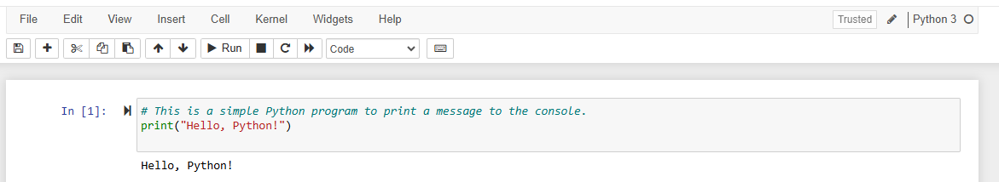 File Edit View Insert Cell Kernel Widgets Help Trusted Python 3
Run Code
In [1]: # This is a simple Python program to print a message to the console.
print("Hello, Python!")
Hello, Python!